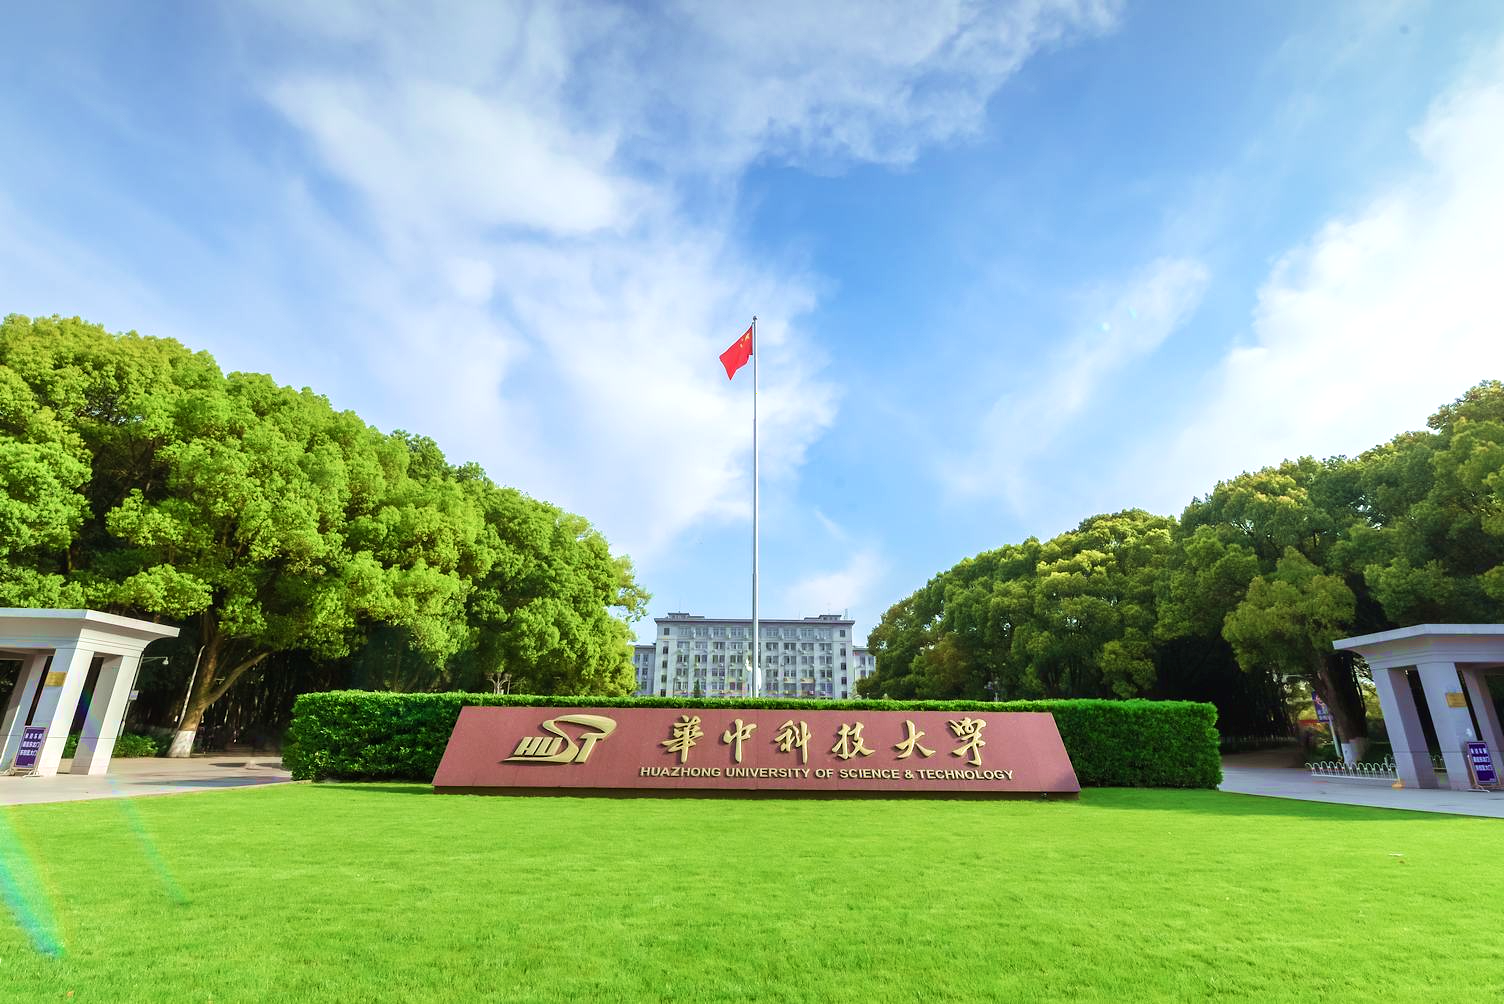 HUST
華中科技大學
HUAZHONG UNIVERSITY OF SCIENCE & TECHNOLOGY